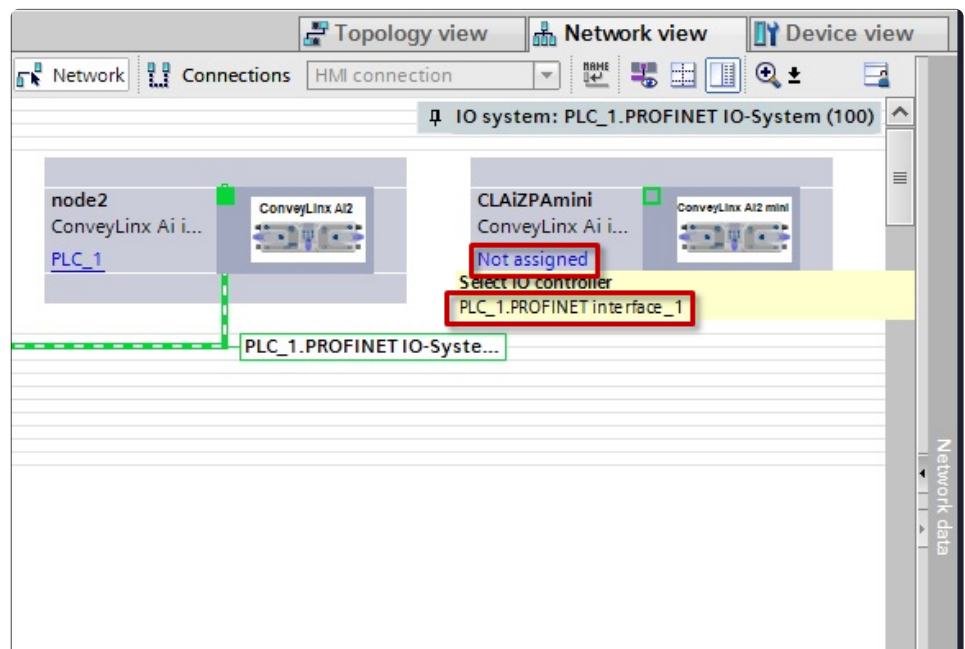 Topology view
Network view
Device view
Network
Connections
HMI connection
NAME
IO system: PLC_1.PROFINET IO-System (100)
node2
ConveyLinx Ai i...
PLC_1
ConveyLinx Ai2
CLAiZPAmini
ConveyLinx Ai i...
Not assigned
ConveyLinx Ai2 mini
Select IO controller
PLC_1.PROFINET interface_1
PLC_1.PROFINET IO-Syste...
Network data